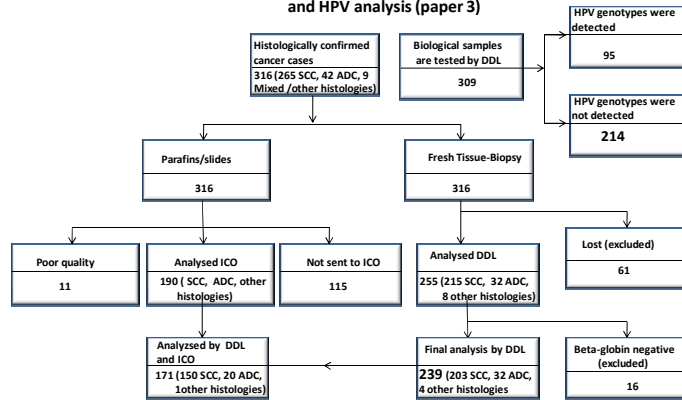 and HPV analysis (paper 3)
Histologically confirmed
cancer cases
316 (265 SCC, 42 ADC, 9
Mixed /other histologies)
Biological samples
are tested by DDL
309
HPV genotypes were
detected
95
HPV genotypes were
not detected
214
Parafins/slides
316
Fresh Tissue-Biopsy
316
Poor quality
11
Analysed ICO
190 ( SCC, ADC, other
histologies)
Not sent to ICO
115
Analysed DDL
255 (215 SCC, 32 ADC,
8 other histologies)
Lost (excluded)
61
Analyzsed by DDL
and ICO
171 (150 SCC, 20 ADC,
1other histologies)
Final analysis by DDL
239 (203 SCC, 32 ADC,
4 other histologies
Beta-globin negative
(excluded)
16